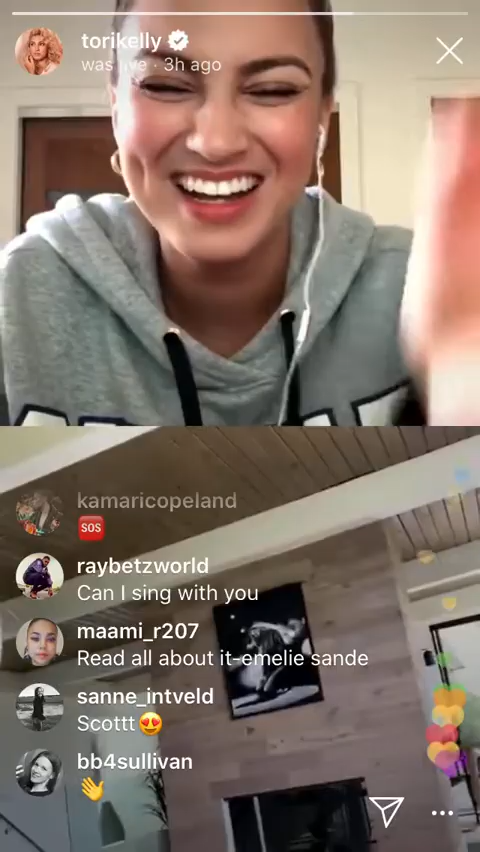 torikelly
was live · 3h ago
kamaricopeland
🆘
raybetzworld
Can I sing with you
maami_r207
Read all about it-emelie sande
sanne_intveld
Scottt😍
bb4sullivan
👋